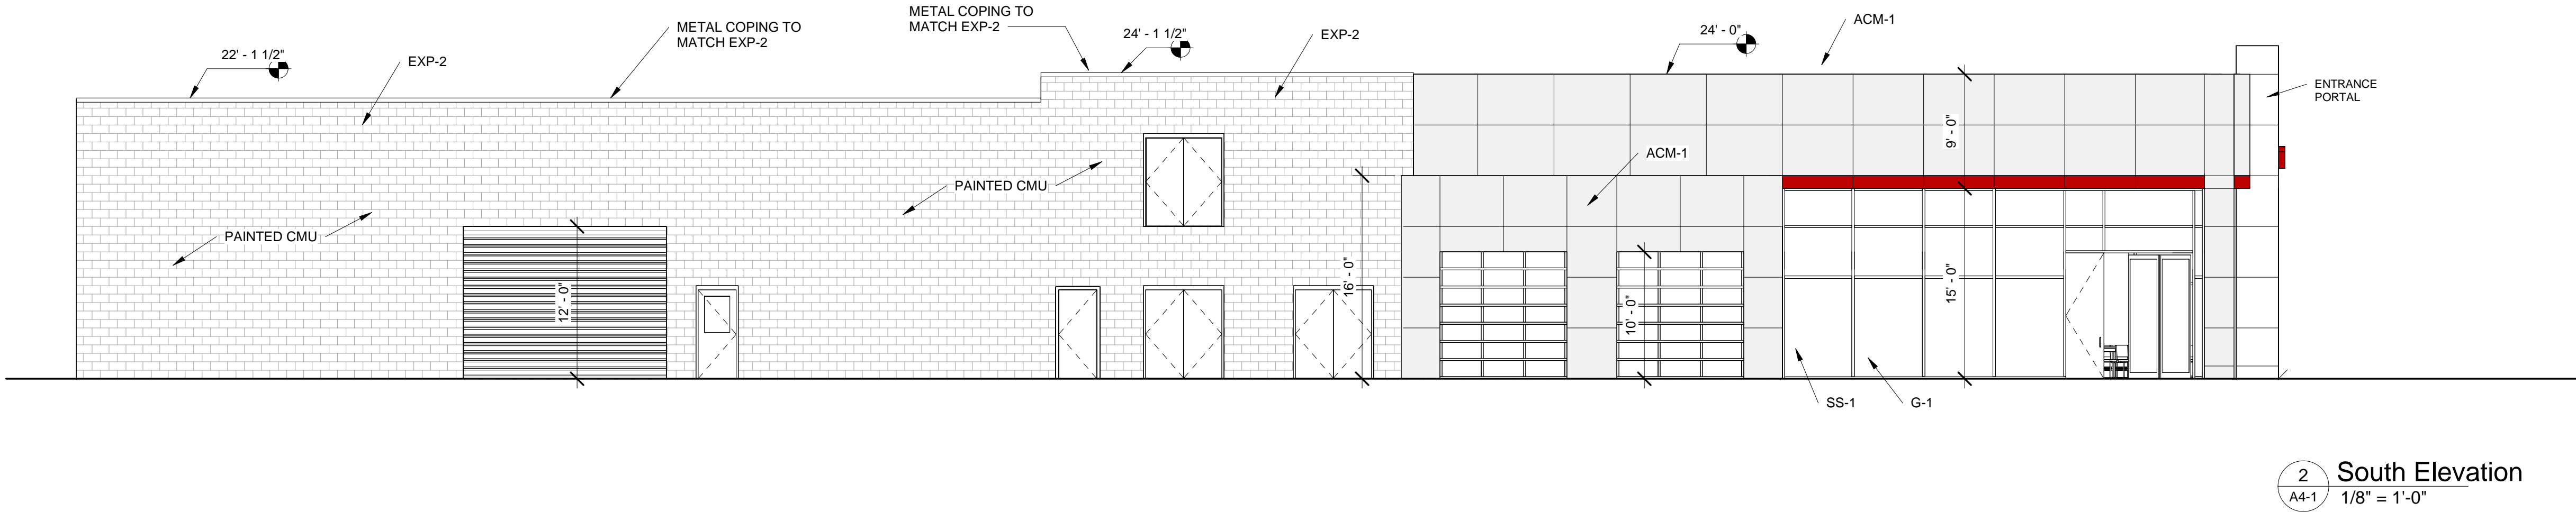 METAL COPING TO
MATCH EXP-2
22' - 1 1/2"
EXP-2
METAL COPING TO
MATCH EXP-2
24' - 1 1/2"
EXP-2
24' - 0"
ACM-1
ENTRANCE
PORTAL
9' - 0"
ACM-1
PAINTED CMU
PAINTED CMU
12' - 0"
16' - 0"
10' - 0"
15' - 0"
SS-1
G-1
2
A4-1
South Elevation
1/8" = 1'-0"